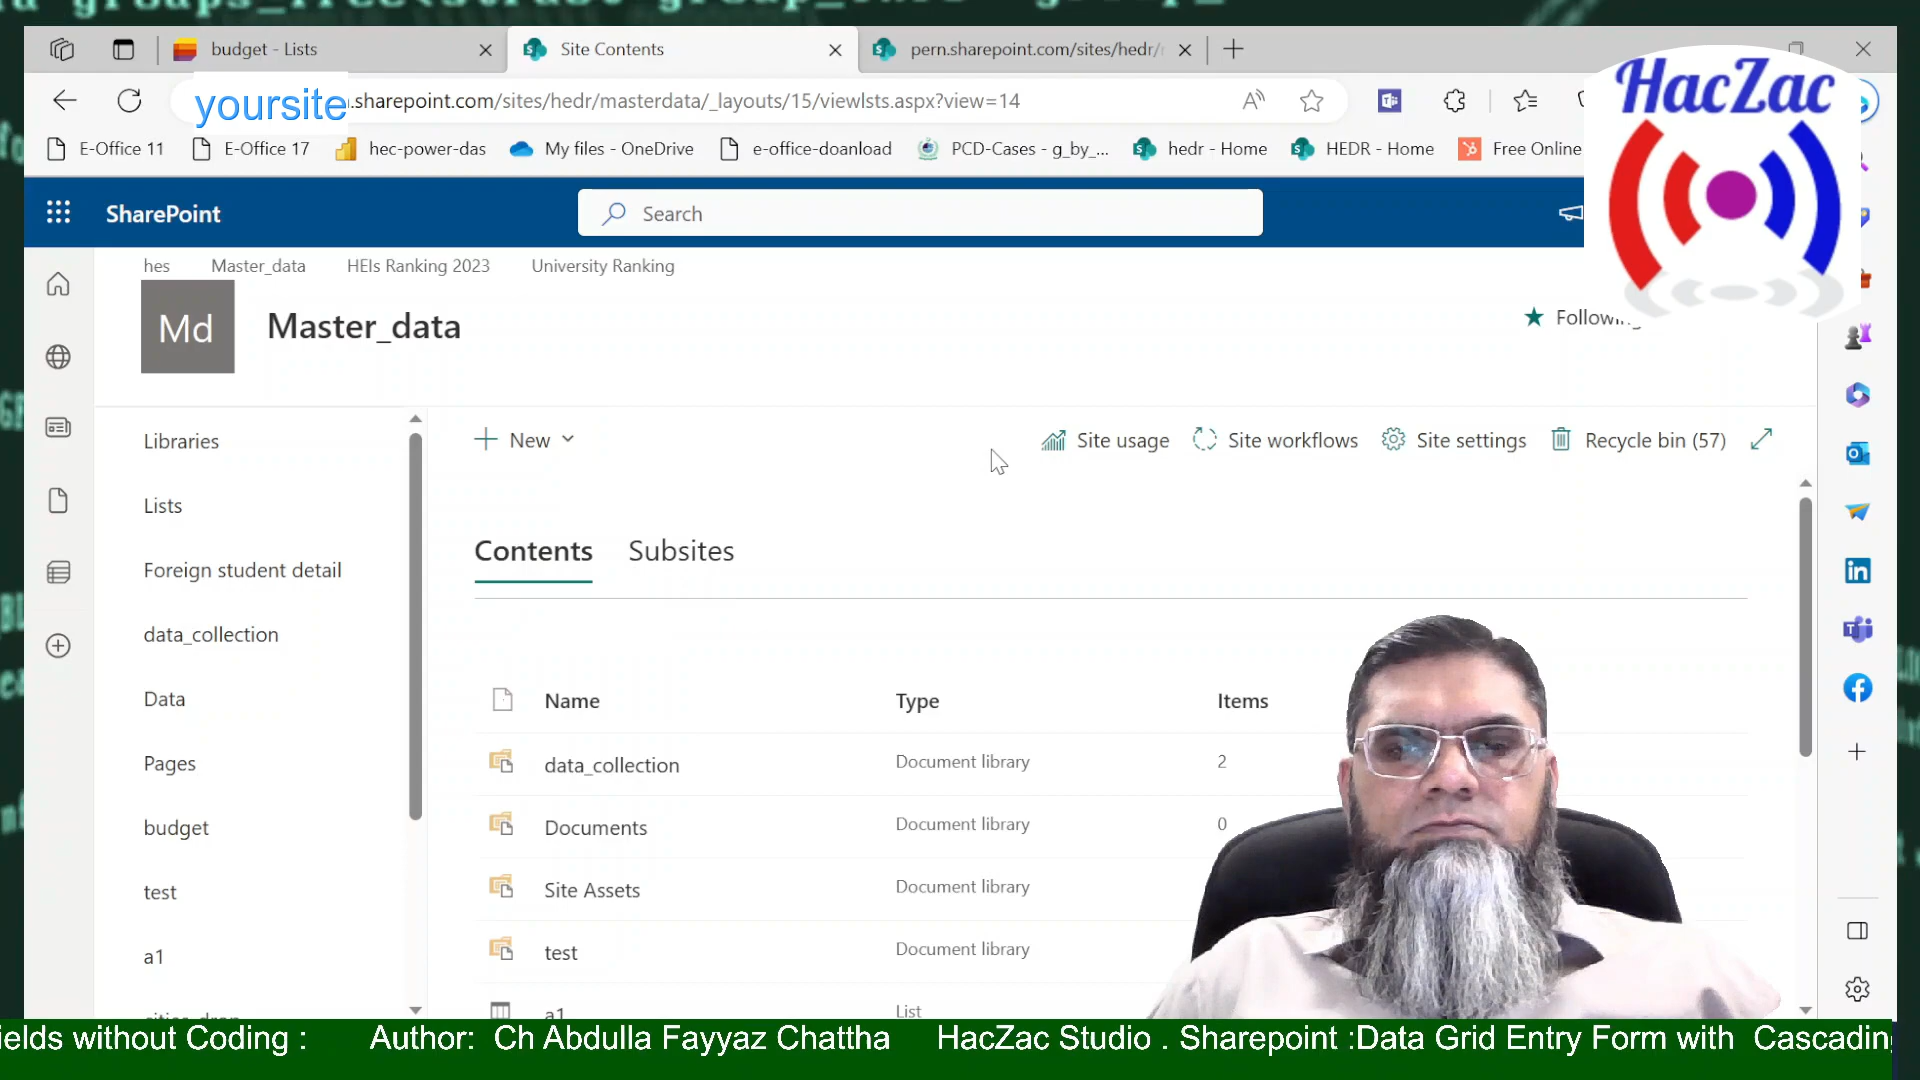 budget - Lists
Site Contents
pern.sharepoint.com/sites/hedr/
yoursite
.sharepoint.com/sites/hedr/masterdata/_layouts/15/viewlsts.aspx?view=14
E-Office 11
E-Office 17
hec-power-das
My files - OneDrive
e-office-doanload
PCD-Cases - g_by_...
hedr - Home
HEDR - Home
Free Online
HacZac
SharePoint
Search
hes
Master_data
HEIs Ranking 2023
University Ranking
Md
Master_data
Following
Libraries
Lists
Foreign student detail
data_collection
Data
Pages
budget
test
a1
New
Site usage
Site workflows
Site settings
Recycle bin (57)
Contents
Subsites
Name
Type
Items
data_collection
Document library
2
Documents
Document library
0
Site Assets
Document library
test
Document library
a1
List
ields without Coding :
Author: Ch Abdulla Fayyaz Chattha
HacZac Studio . Sharepoint :Data Grid Entry Form with Cascading